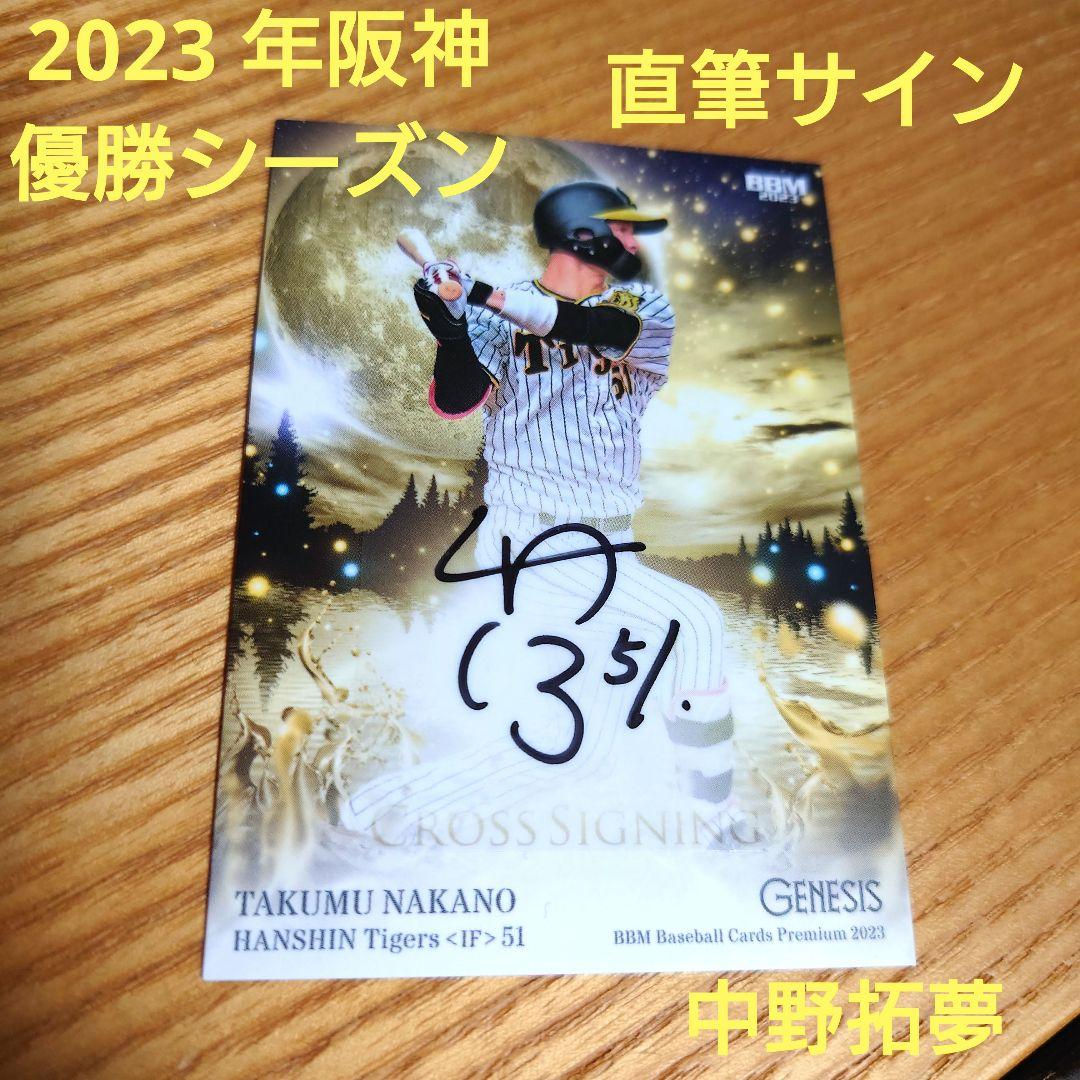 2023 年阪神
優勝シーズン
直筆サイン
BBM
2023
51
CROSS SIGNING
TAKUMU NAKANO
HANSHIN Tigers <IF> 51
GENESIS
BBM Baseball Cards Premium 2023
中野拓夢